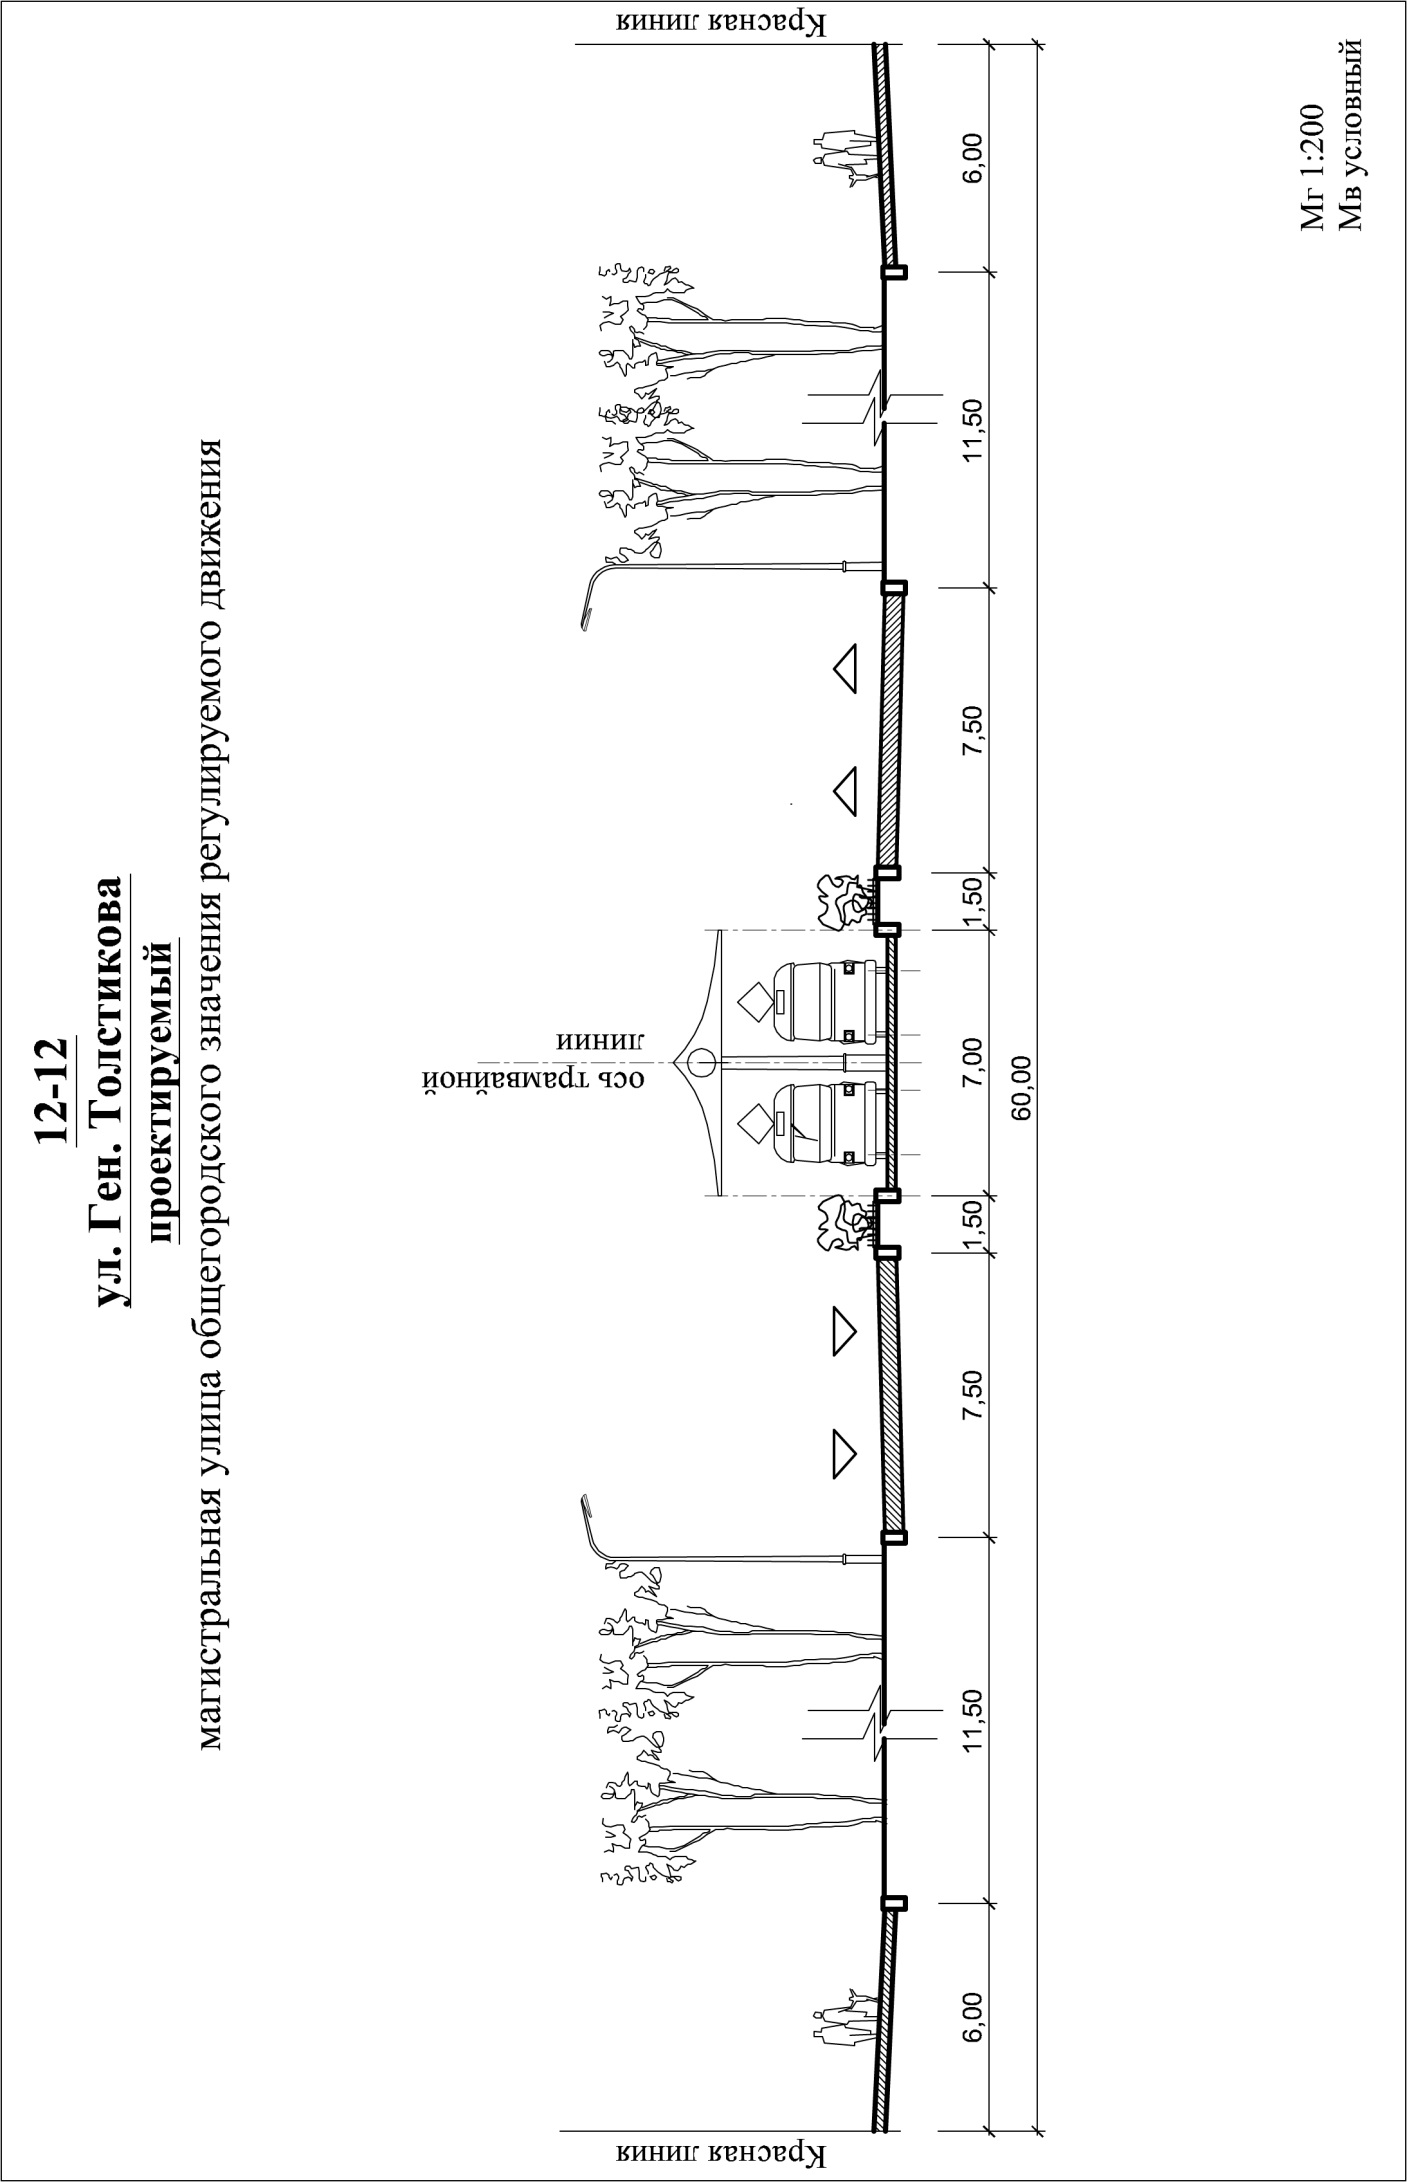 12-12
ул. Ген. Толстикова
проектируемый
магистральная улица общегородского значения регулируемого движения
ось трамвайной
линии
Красная линия
Красная линия
6,00
11,50
7,50
1,50
7,00
1,50
7,50
11,50
6,00
60,00
Мг 1:200
Мв условный